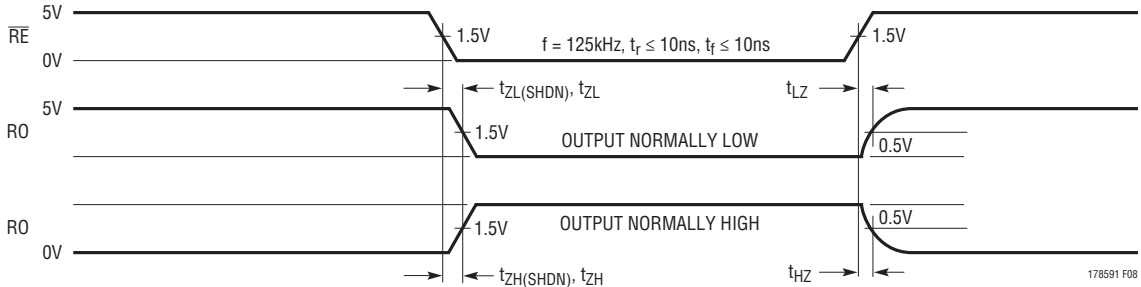 5V
R̅E̅
1.5V
f = 125kHz, tr ≤ 10ns, tf ≤ 10ns
1.5V
0V
tZL(SHDN), tZL
tLZ
5V
RO
1.5V
OUTPUT NORMALLY LOW
0.5V
RO
1.5V
OUTPUT NORMALLY HIGH
0.5V
0V
tZH(SHDN), tZH
tHZ
178591 F08